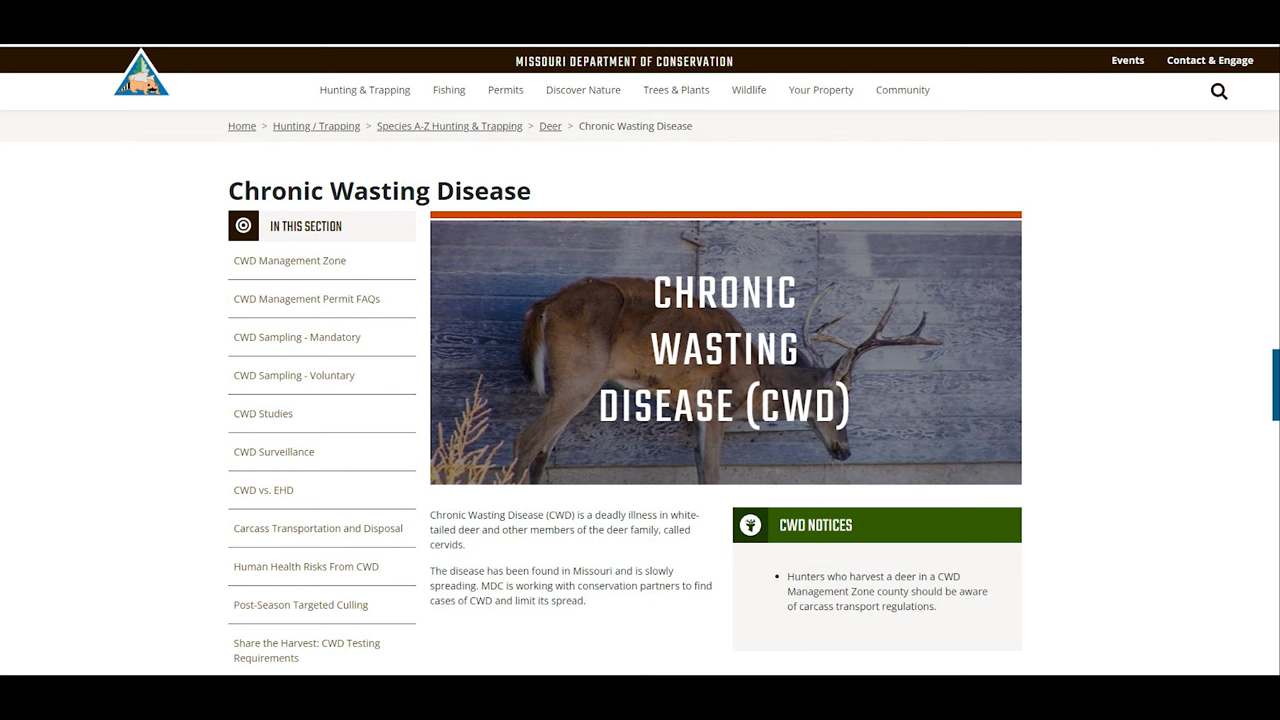 MISSOURI DEPARTMENT OF CONSERVATION
Events Contact & Engage
Hunting & Trapping Fishing Permits Discover Nature Trees & Plants Wildlife Your Property Community
Home > Hunting / Trapping > Species A-Z Hunting & Trapping > Deer > Chronic Wasting Disease
Chronic Wasting Disease
IN THIS SECTION
CWD Management Zone
CWD Management Permit FAQs
CWD Sampling - Mandatory
CWD Sampling - Voluntary
CWD Studies
CWD Surveillance
CWD vs. EHD
Carcass Transportation and Disposal
Human Health Risks From CWD
Post-Season Targeted Culling
Share the Harvest: CWD Testing
Requirements
CHRONIC
WASTING
DISEASE (CWD)
Chronic Wasting Disease (CWD) is a deadly illness in white-
tailed deer and other members of the deer family, called
cervids.
The disease has been found in Missouri and is slowly
spreading. MDC is working with conservation partners to find
cases of CWD and limit its spread.
CWD NOTICES
• Hunters who harvest a deer in a CWD
Management Zone county should be aware
of carcass transport regulations.